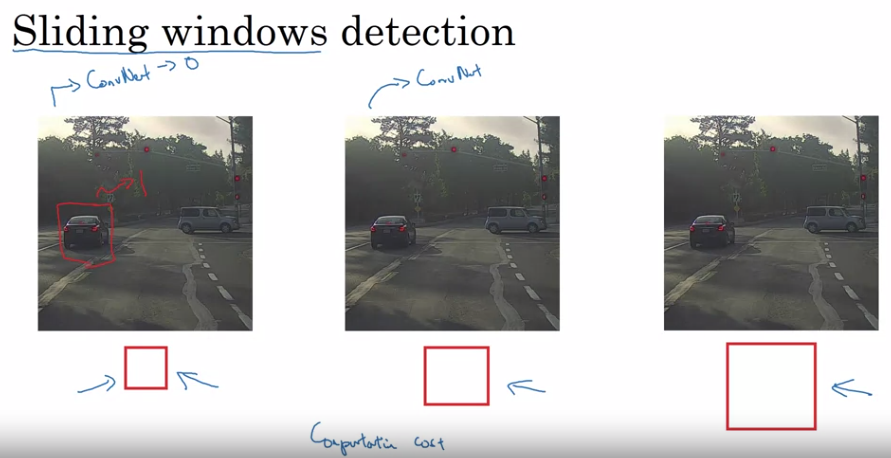 Sliding windows detection
ConvNet → 0
ConvNet
1
Computation cost